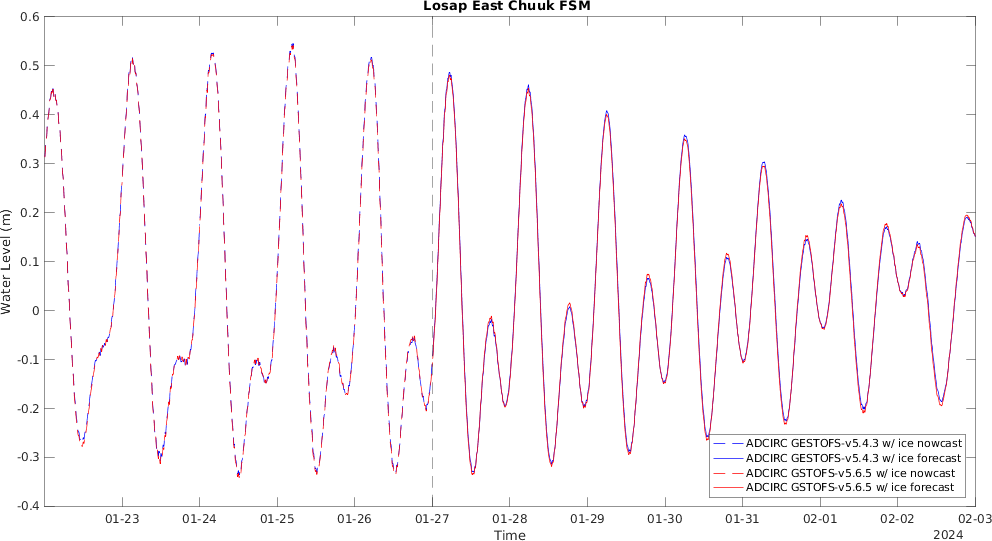 Losap East Chuuk FSM
0.6
0.5
0.4
0.3
0.2
0.1
0
-0.1
-0.2
-0.3
-0.4
Water Level (m)
ADCIRC GESTOFS-v5.4.3 w/ ice nowcast
ADCIRC GESTOFS-v5.4.3 w/ ice forecast
ADCIRC GSTOFS-v5.6.5 w/ ice nowcast
ADCIRC GSTOFS-v5.6.5 w/ ice forecast
01-23 01-24 01-25 01-26 01-27 01-28 01-29 01-30 01-31 02-01 02-02 02-03
Time
2024